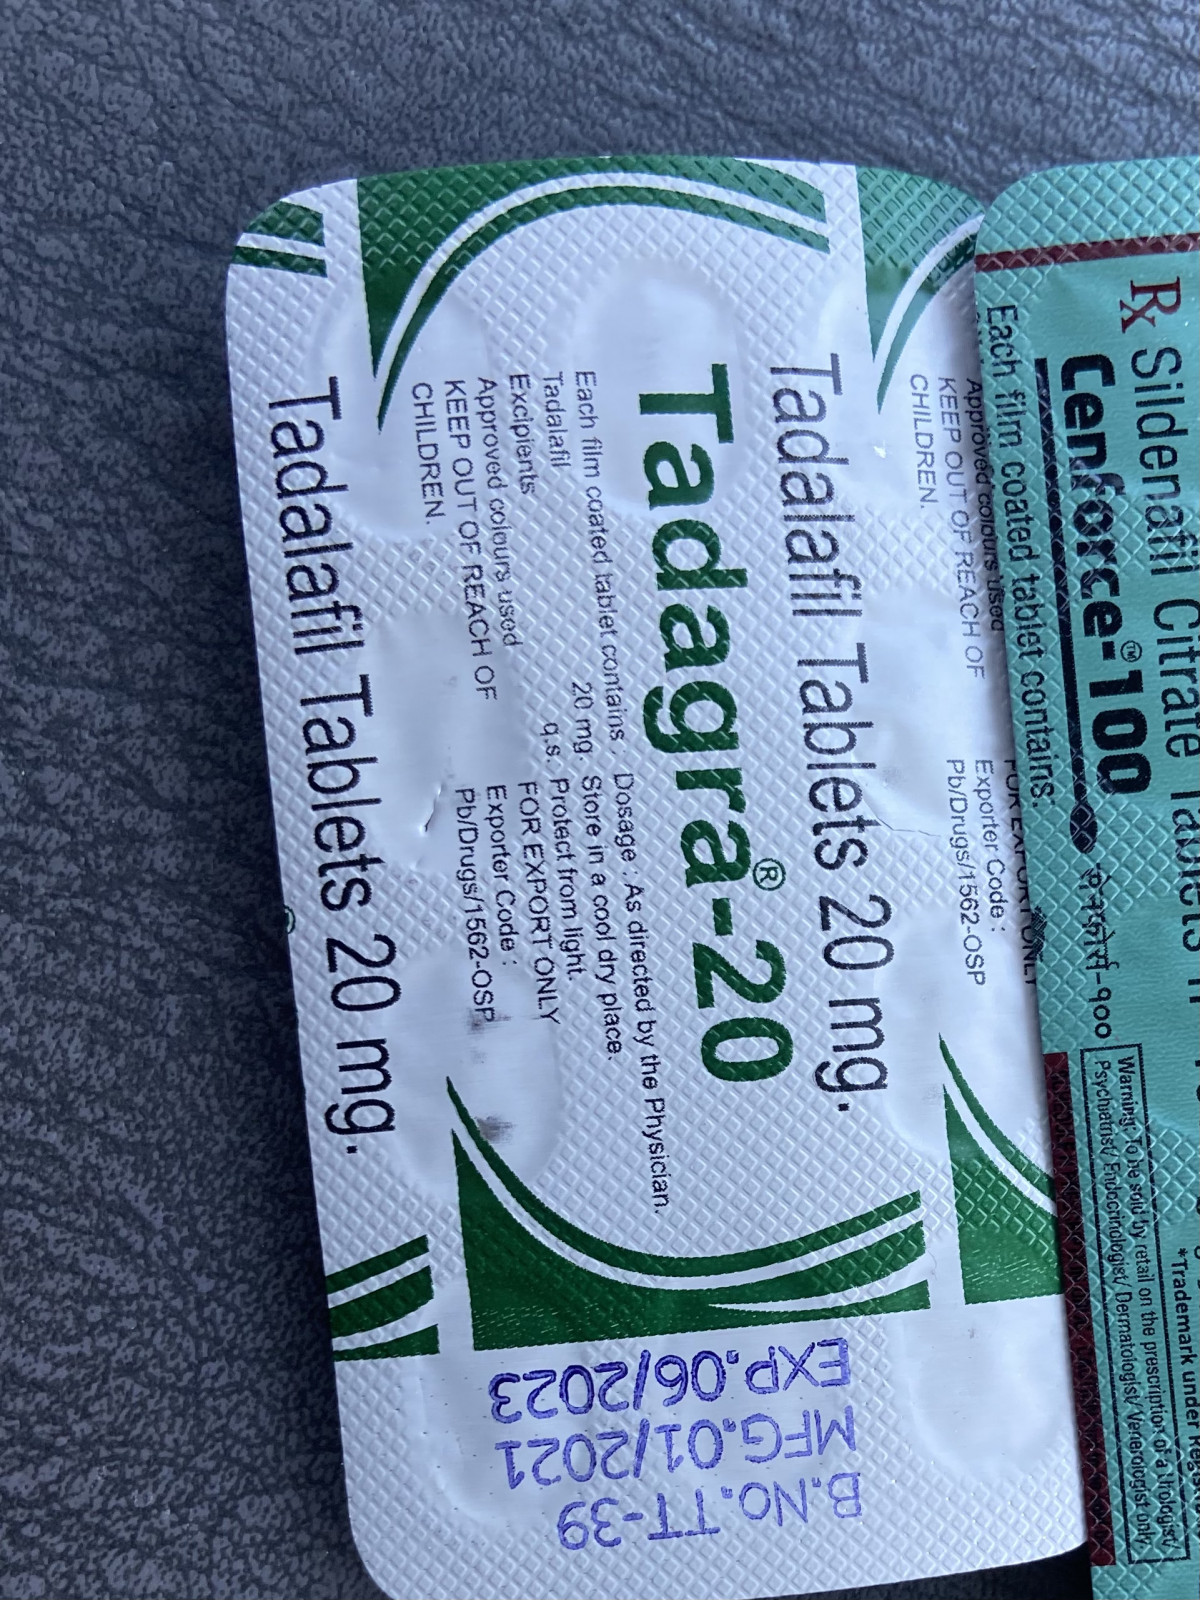 Tadalafil Tablets 20 mg.
KEEP OUT OF REACH OF
CHILDREN.
Approved colours used
Exporter Code :
Pb/Drugs/1562-OSP
Tadagra-20®
Each film coated tablet contains :
Tadalafil 20 mg.
Excipients q.s.
Approved colours used
KEEP OUT OF REACH OF
CHILDREN.
Dosage : As directed by the Physician.
Store in a cool dry place.
Protect from light.
FOR EXPORT ONLY
Exporter Code :
Pb/Drugs/1562-OSP
Tadalafil Tablets 20 mg.
B.No.TT-39
MFG.01/2021
EXP.06/2023
Rx Sildenafil Citrate Tablets
Cenforce™-100
Each film coated tablet contains:
सेनफोर्स-१००
Warning: To be sold by retail on the prescription of a Urologist/
Psychiatrist/ Endocrinologist/ Dermatologist/ Venerologist only.
*Trademark under